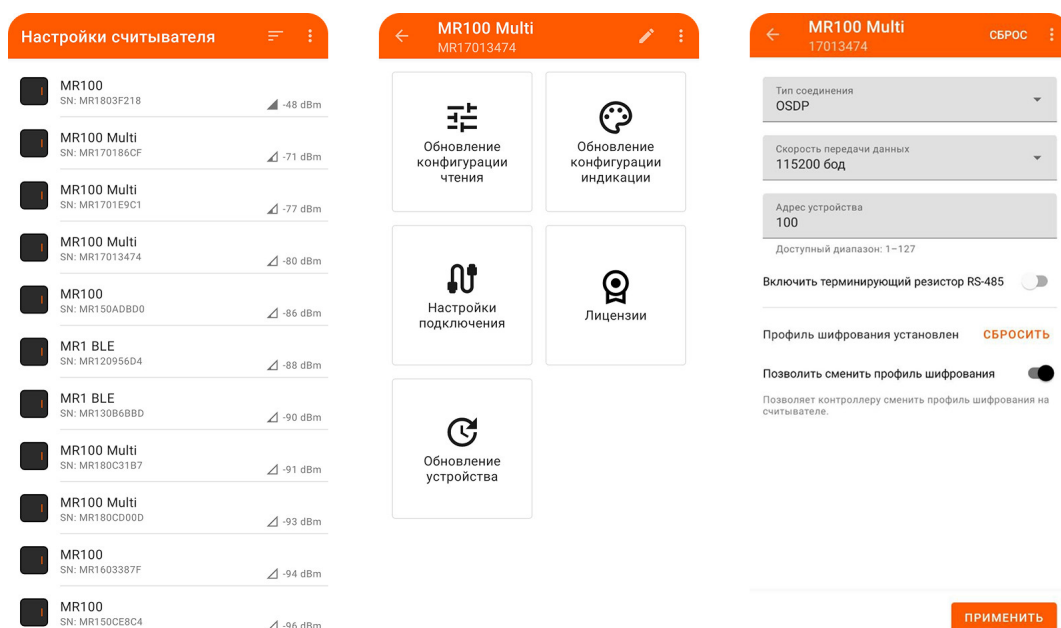 Настройки считывателя
MR100
SN: MR1803F218
-48 dBm
MR100 Multi
SN: MR170186CF
-71 dBm
MR100 Multi
SN: MR1701E9C1
-77 dBm
MR100 Multi
SN: MR17013474
-80 dBm
MR100
SN: MR150ADBD0
-86 dBm
MR1 BLE
SN: MR120956D4
-88 dBm
MR1 BLE
SN: MR130B6BBD
-90 dBm
MR100 Multi
SN: MR180C31B7
-91 dBm
MR100 Multi
SN: MR180CD00D
-93 dBm
MR100
SN: MR1603387F
-94 dBm
MR100
SN: MR150CE8C4
-96 dBm
MR100 Multi
MR17013474
Обновление
конфигурации
чтения
Обновление
конфигурации
индикации
Настройки
подключения
Лицензии
Обновление
устройства
MR100 Multi
17013474
СБРОС
Тип соединения
OSDP
Скорость передачи данных
115200 бод
Адрес устройства
100
Доступный диапазон: 1–127
Включить терминирующий резистор RS-485
Профиль шифрования установлен
СБРОСИТЬ
Позволить сменить профиль шифрования
Позволяет контроллеру сменить профиль шифрования на
считывателе.
ПРИМЕНИТЬ